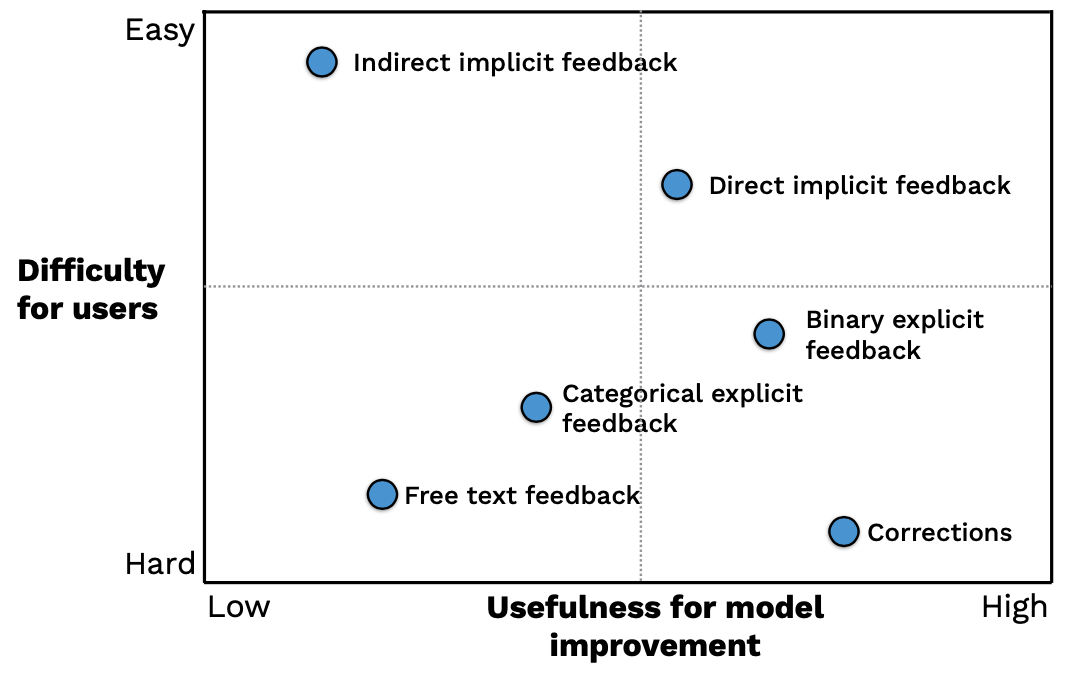 Easy
Indirect implicit feedback
Direct implicit feedback
Difficulty
for users
Binary explicit
feedback
Categorical explicit
feedback
Free text feedback
Corrections
Hard
Low
Usefulness for model
improvement
High